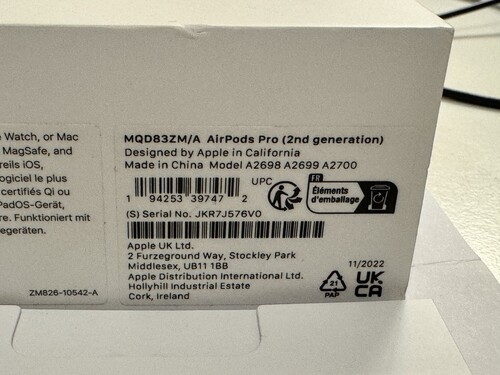 e Watch, or Mac
MagSafe, and
reils iOS,
ogiciel le plus
certifiés Qi ou
PadOS-Gerät,
re. Funktioniert mit
egeräten.
ZM826-10542-A
MQD83ZM/A AirPods Pro (2nd generation)
Designed by Apple in California
Made in China Model A2698 A2699 A2700
UPC
1 94253 39747 2
FR
Éléments
d'emballage
(S) Serial No. JKR7J576V0
Apple UK Ltd.
2 Furzeground Way, Stockley Park
Middlesex, UB11 1BB
Apple Distribution International Ltd.
Hollyhill Industrial Estate
Cork, Ireland
11/2022
21
PAP
UK
CA